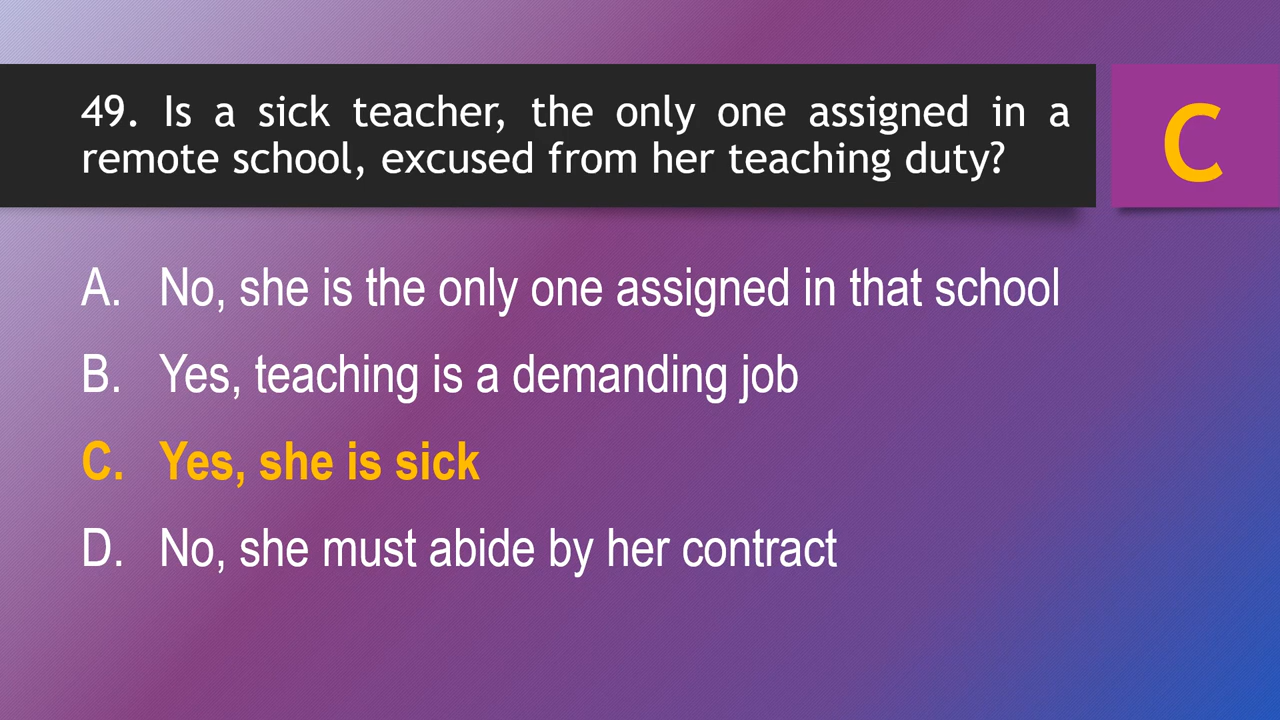 49. Is a sick teacher, the only one assigned in a
remote school, excused from her teaching duty?
C
A. No, she is the only one assigned in that school
B. Yes, teaching is a demanding job
C. Yes, she is sick
D. No, she must abide by her contract